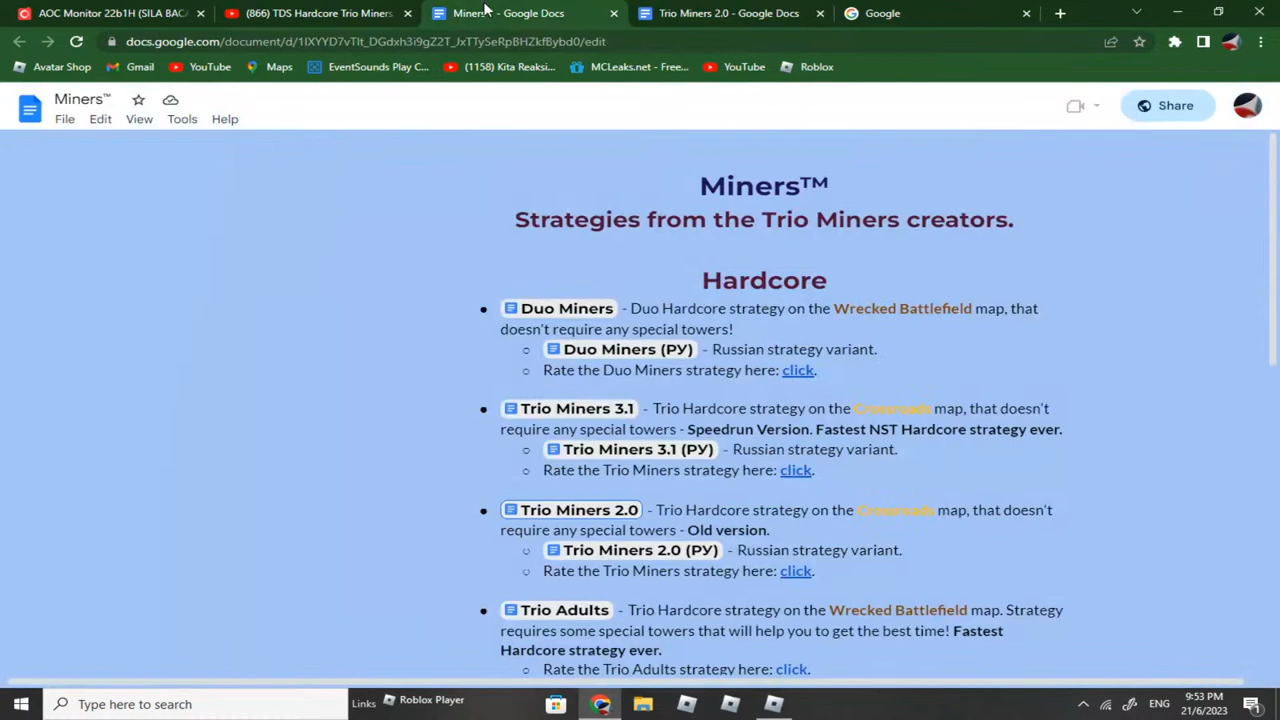 AOC Monitor 22b1H (SILA BAC
(866) TDS Hardcore Trio Miners
Miners - Google Docs
Trio Miners 2.0 - Google Docs
Google
docs.google.com/document/d/1IXYYD7vTlt_DGdxh3i9gZ2T_JxTTySeRpBHZkfBybd0/edit
Avatar Shop
Gmail
YouTube
Maps
EventSounds Play C...
(1158) Kita Reaksi...
MCLeaks.net - Free...
YouTube
Roblox
Miners™
File Edit View Tools Help
Share
Miners™
Strategies from the Trio Miners creators.
Hardcore
● Duo Miners - Duo Hardcore strategy on the Wrecked Battlefield map, that
doesn't require any special towers!
○ Duo Miners (РУ) - Russian strategy variant.
○ Rate the Duo Miners strategy here: click.
● Trio Miners 3.1 - Trio Hardcore strategy on the Crossroads map, that doesn't
require any special towers - Speedrun Version. Fastest NST Hardcore strategy ever.
○ Trio Miners 3.1 (РУ) - Russian strategy variant.
○ Rate the Trio Miners strategy here: click.
● Trio Miners 2.0 - Trio Hardcore strategy on the Crossroads map, that doesn't
require any special towers - Old version.
○ Trio Miners 2.0 (РУ) - Russian strategy variant.
○ Rate the Trio Miners strategy here: click.
● Trio Adults - Trio Hardcore strategy on the Wrecked Battlefield map. Strategy
requires some special towers that will help you to get the best time! Fastest
Hardcore strategy ever.
○ Rate the Trio Adults strategy here: click.
Type here to search
Links
Roblox Player
ENG
9:53 PM
21/6/2023